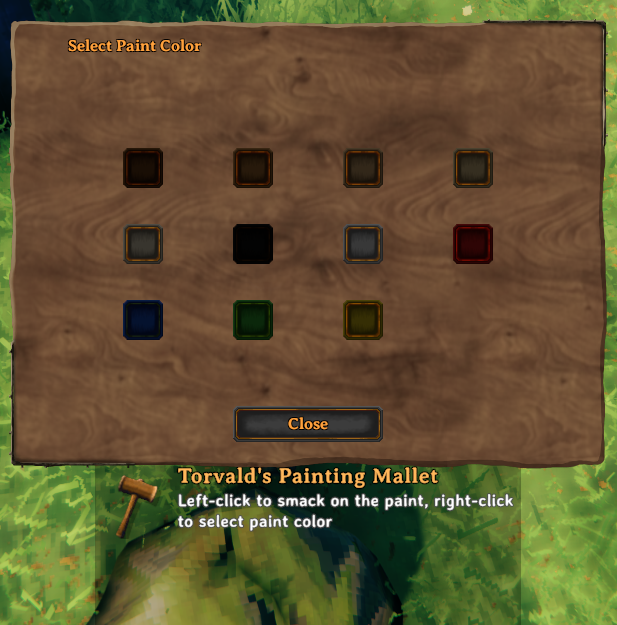 Select Paint Color
Close
Torvald's Painting Mallet
Left-click to smack on the paint, right-click
to select paint color